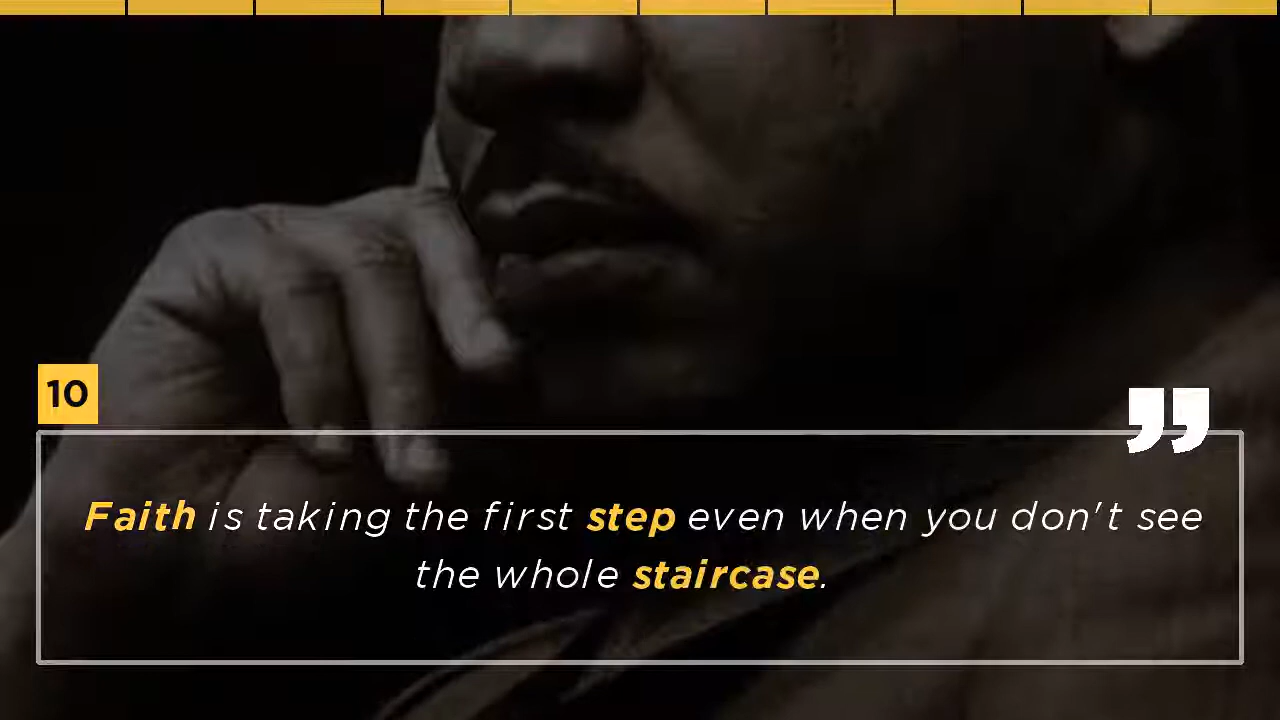 10
”
Faith is taking the first step even when you don't see
the whole staircase.